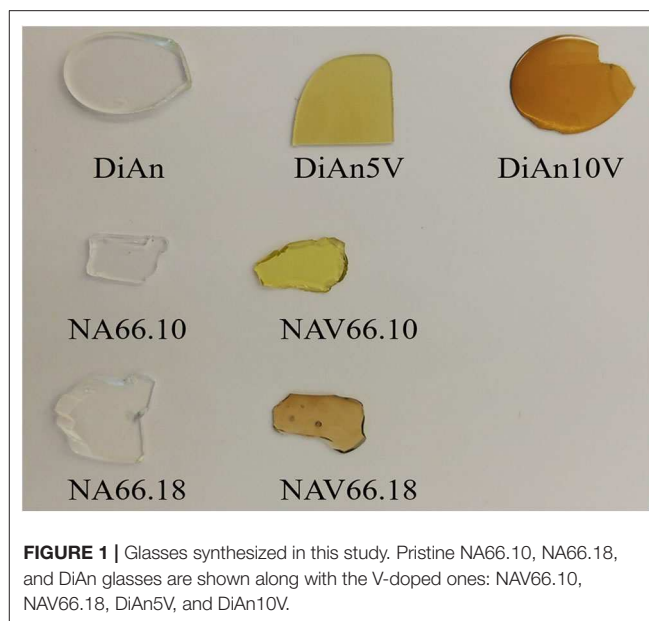 DiAn DiAn5V DiAn10V
NA66.10 NAV66.10
NA66.18 NAV66.18
FIGURE 1 | Glasses synthesized in this study. Pristine NA66.10, NA66.18,
and DiAn glasses are shown along with the V-doped ones: NAV66.10,
NAV66.18, DiAn5V, and DiAn10V.